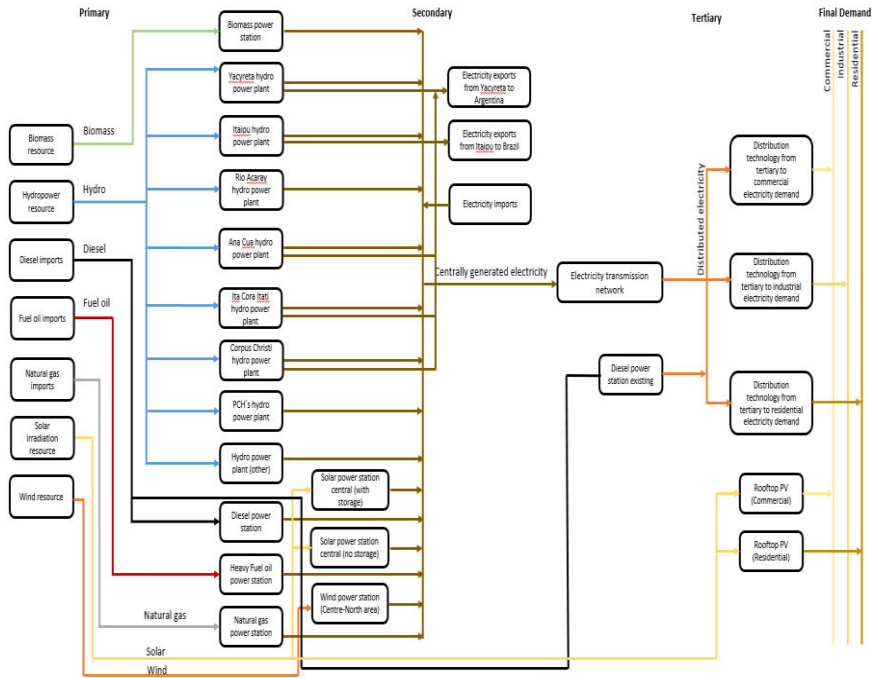 Primary
Secondary
Tertiary
Final Demand
Commercial
Industrial
Residential
Biomass power
station
Yacyreta hydro
power plant
Electricity exports
from Yacyreta to
Argentina
Biomass
resource
Biomass
Itaipu hydro
power plant
Electricity exports
from Itaipu to Brazil
Distribution
technology from
tertiary to
commercial
electricity demand
Hydropower
resource
Hydro
Rio Acaray
hydro power
plant
Electricity imports
Distributed electricity
Diesel imports
Diesel
Ana Cua hydro
power plant
Centrally generated electricity
Electricity transmission
network
Distribution
technology from
tertiary to industrial
electricity demand
Fuel oil imports
Fuel oil
Ita Cora Itati
hydro power
plant
Natural gas
imports
Corpus Christi
hydro power
plant
Diesel power
station existing
Distribution
technology from
tertiary to residential
electricity demand
Solar
irradiation
resource
PCH´s hydro
power plant
Wind resource
Hydro power
plant (other)
Solar power station
central (with
storage)
Rooftop PV
(Commercial)
Diesel power
station
Solar power station
central (no storage)
Rooftop PV
(Residential)
Heavy Fuel oil
power station
Wind power station
(Centre-North area)
Natural gas
Natural gas
power station
Solar
Wind